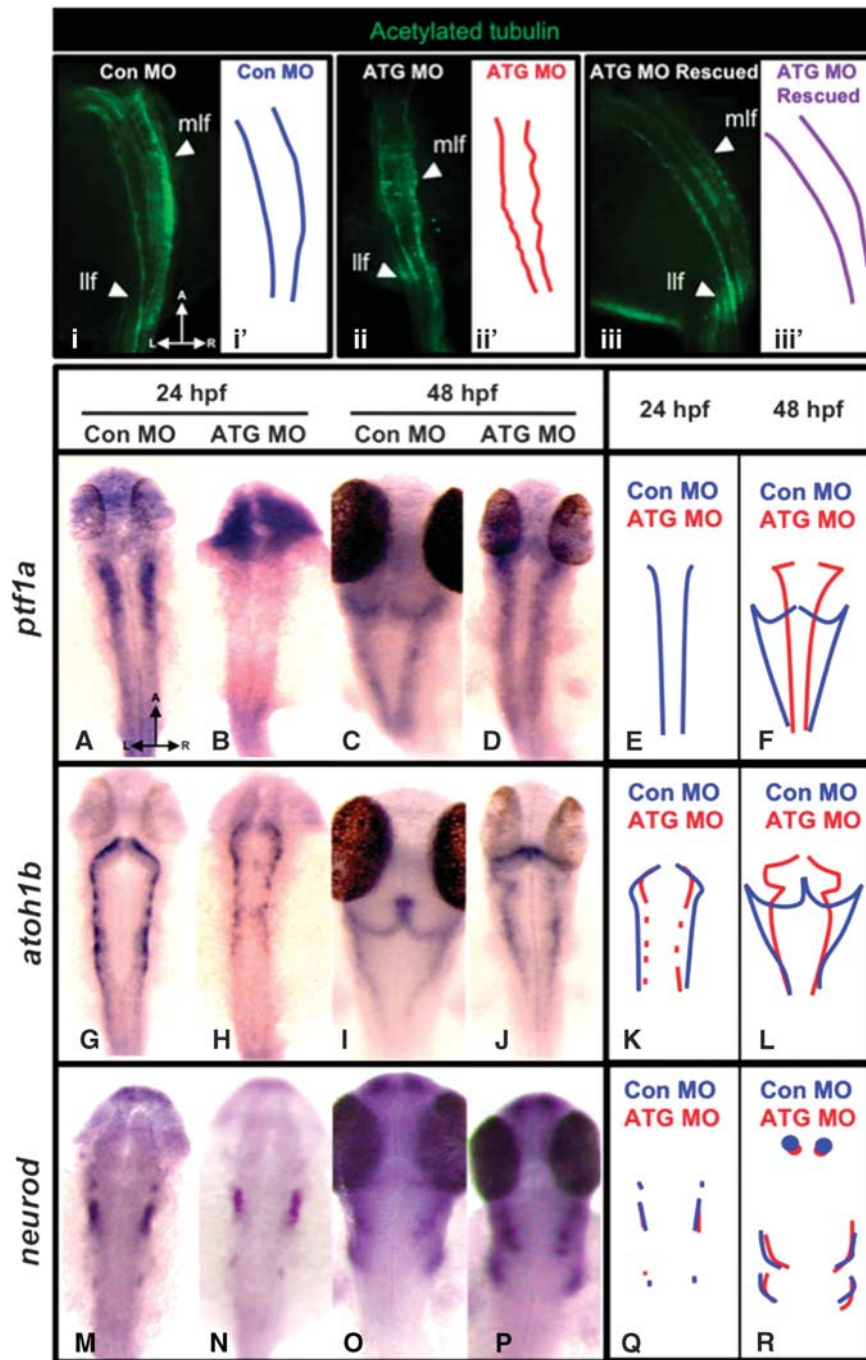 Acetylated tubulin
Con MO
Con MO
ATG MO
ATG MO
ATG MO Rescued
ATG MO
Rescued
mlf
mlf
mlf
llf
llf
llf
A
L R
i
i'
ii
ii'
iii
iii'
24 hpf
48 hpf
24 hpf
48 hpf
Con MO
ATG MO
Con MO
ATG MO
ptf1a
Con MO
ATG MO
Con MO
ATG MO
A
L R
A
B
C
D
E
F
atoh1b
Con MO
ATG MO
Con MO
ATG MO
G
H
I
J
K
L
neurod
Con MO
ATG MO
Con MO
ATG MO
M
N
O
P
Q
R